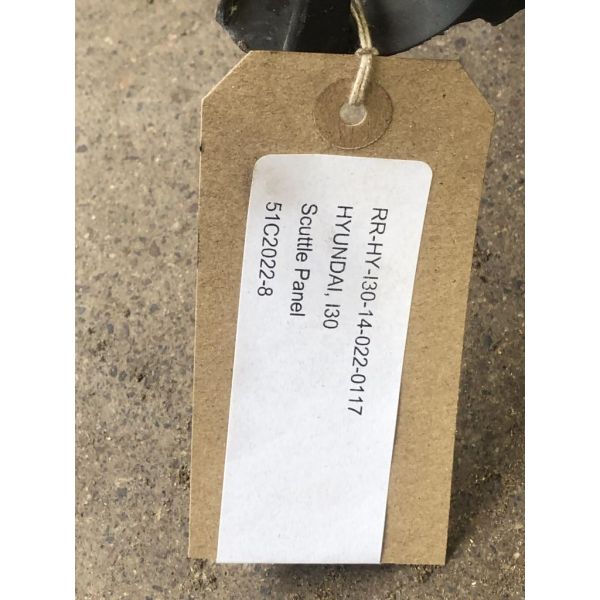 RR-HY-I30-14-022-0117
HYUNDAI, I30
Scuttle Panel
51C2022-8